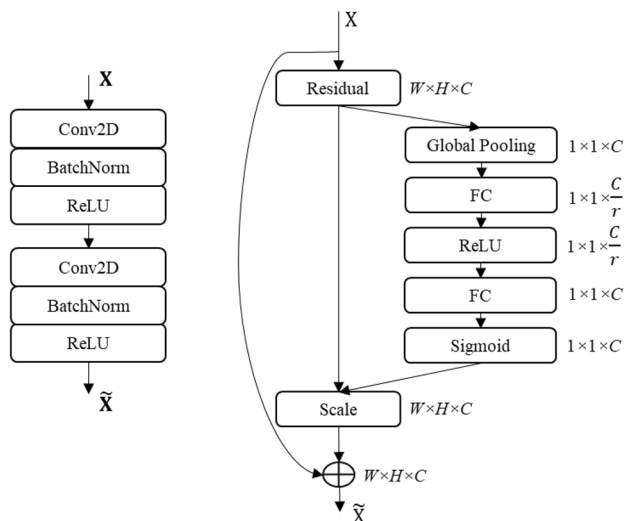 X
Conv2D
BatchNorm
ReLU
Conv2D
BatchNorm
ReLU
X̃
X
Residual W×H×C
Global Pooling 1×1×C
FC 1×1×C/r
ReLU 1×1×C/r
FC 1×1×C
Sigmoid 1×1×C
Scale W×H×C
W×H×C
X̃